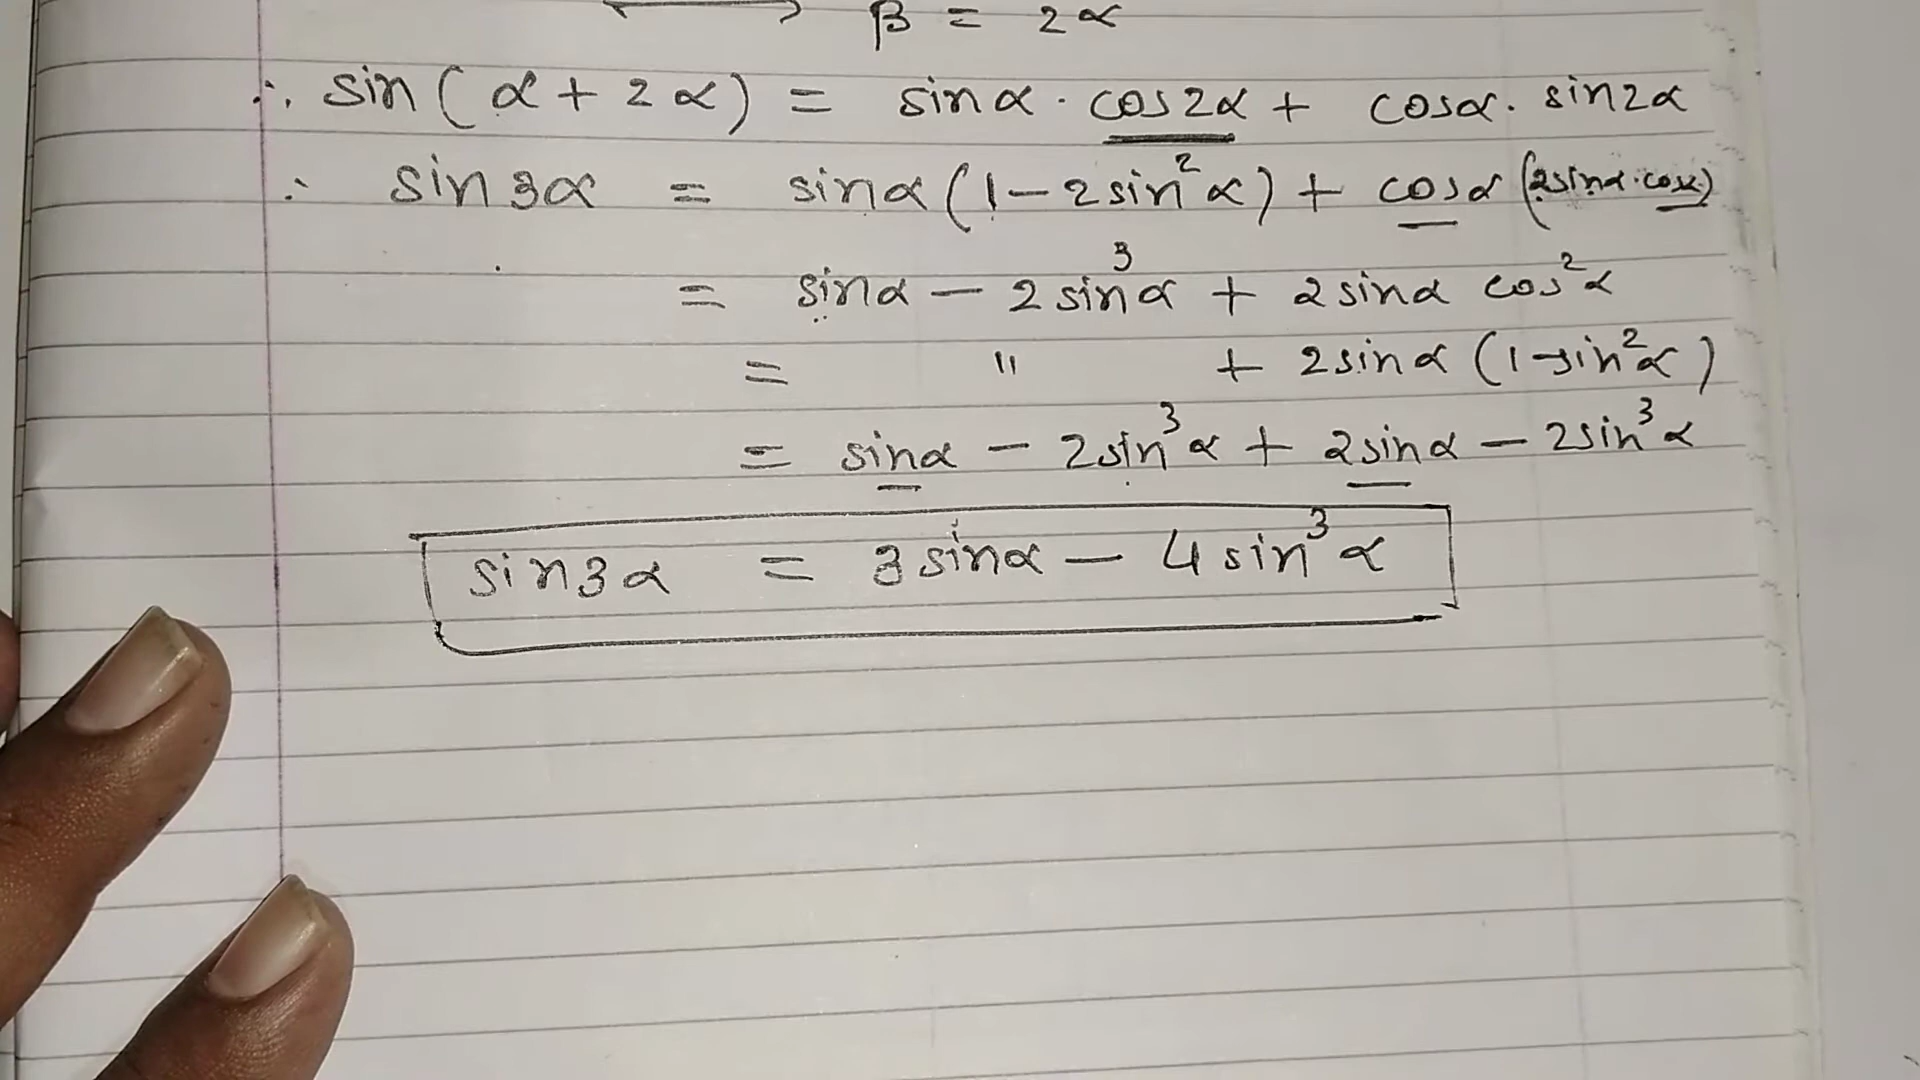 β = 2α
∴ sin(α + 2α) = sinα · cos2α + cosα · sin2α
∴ sin3α = sinα(1 – 2sin²α) + cosα (2sinα·cosα)
= sinα – 2sin³α + 2sinα cos²α
= " + 2sinα (1–sin²α)
= sinα – 2sin³α + 2sinα – 2sin³α
sin3α = 3sinα – 4sin³α